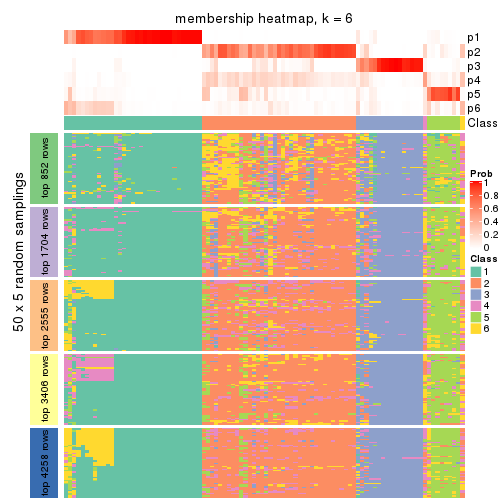 membership heatmap, k = 6
p1
p2
p3
p4
p5
p6
Class
50 x 5 random samplings
top 852 rows
top 1704 rows
top 2555 rows
top 3406 rows
top 4258 rows
Prob
1
0.8
0.6
0.4
0.2
0
Class
1
2
3
4
5
6